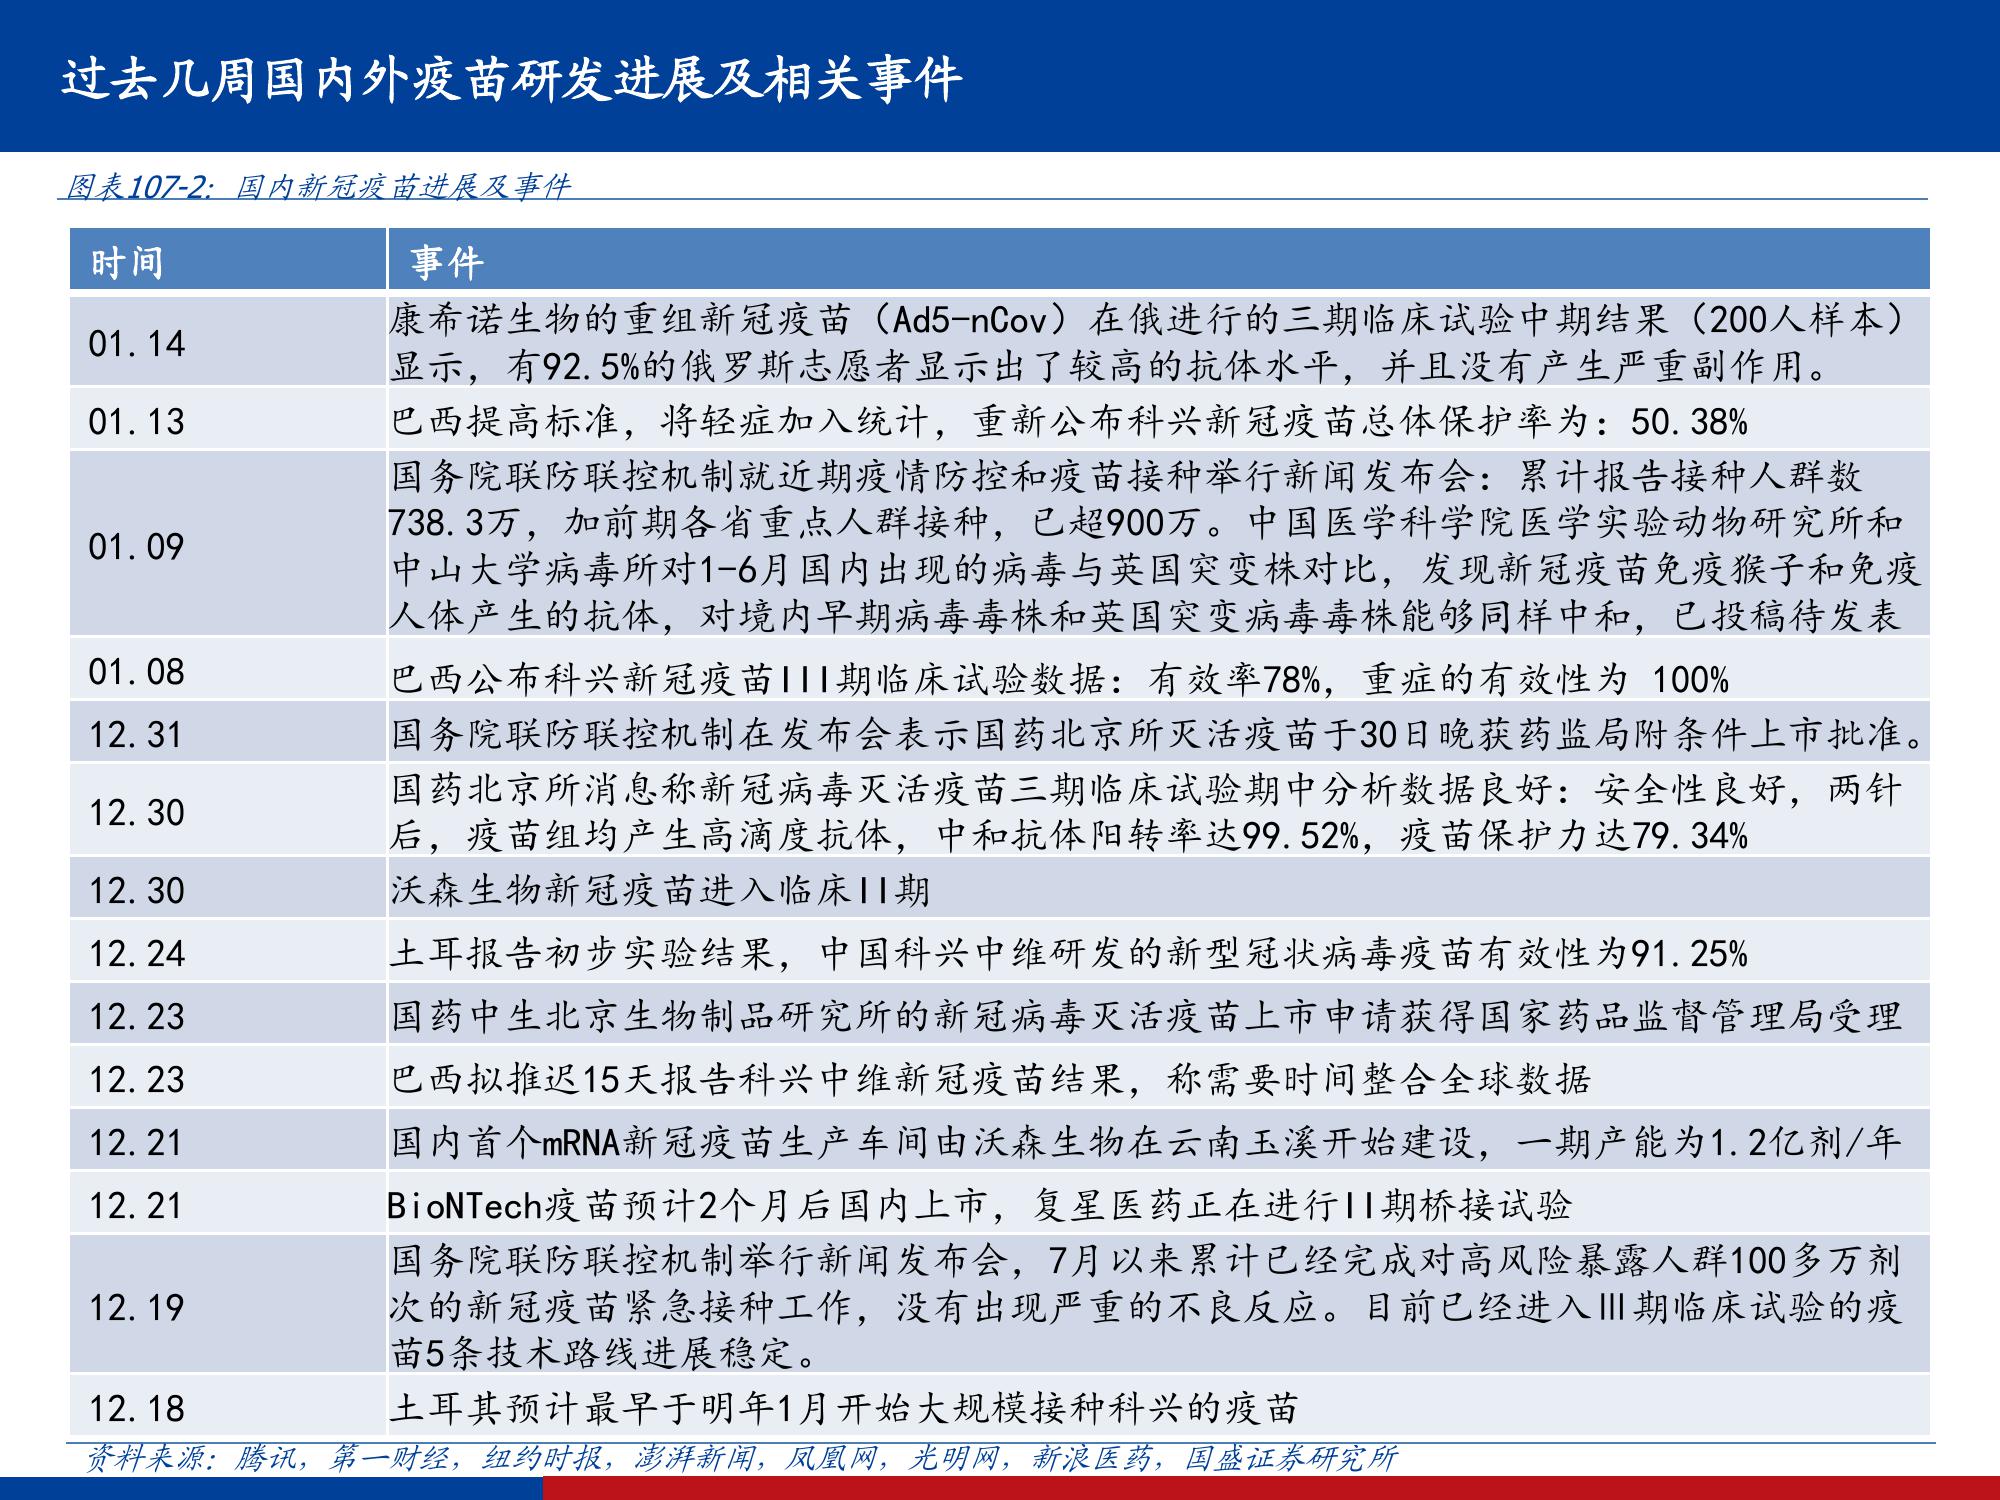 过去几周国内外疫苗研发进展及相关事件
图表107-2：国内新冠疫苗进展及事件
时间 事件
01.14 康希诺生物的重组新冠疫苗（Ad5-nCov）在俄进行的三期临床试验中期结果（200人样本）
显示，有92.5%的俄罗斯志愿者显示出了较高的抗体水平，并且没有产生严重副作用。
01.13 巴西提高标准，将轻症加入统计，重新公布科兴新冠疫苗总体保护率为：50.38%
01.09 国务院联防联控机制就近期疫情防控和疫苗接种举行新闻发布会：累计报告接种人群数
738.3万，加前期各省重点人群接种，已超900万。中国医学科学院医学实验动物研究所和
中山大学病毒所对1-6月国内出现的病毒与英国突变株对比，发现新冠疫苗免疫猴子和免疫
人体产生的抗体，对境内早期病毒毒株和英国突变病毒毒株能够同样中和，已投稿待发表
01.08 巴西公布科兴新冠疫苗III期临床试验数据：有效率78%，重症的有效性为 100%
12.31 国务院联防联控机制在发布会表示国药北京所灭活疫苗于30日晚获药监局附条件上市批准。
12.30 国药北京所消息称新冠病毒灭活疫苗三期临床试验期中分析数据良好：安全性良好，两针
后，疫苗组均产生高滴度抗体，中和抗体阳转率达99.52%，疫苗保护力达79.34%
12.30 沃森生物新冠疫苗进入临床II期
12.24 土耳报告初步实验结果，中国科兴中维研发的新型冠状病毒疫苗有效性为91.25%
12.23 国药中生北京生物制品研究所的新冠病毒灭活疫苗上市申请获得国家药品监督管理局受理
12.23 巴西拟推迟15天报告科兴中维新冠疫苗结果，称需要时间整合全球数据
12.21 国内首个mRNA新冠疫苗生产车间由沃森生物在云南玉溪开始建设，一期产能为1.2亿剂/年
12.21 BioNTech疫苗预计2个月后国内上市，复星医药正在进行II期桥接试验
12.19 国务院联防联控机制举行新闻发布会，7月以来累计已经完成对高风险暴露人群100多万剂
次的新冠疫苗紧急接种工作，没有出现严重的不良反应。目前已经进入Ⅲ期临床试验的疫
苗5条技术路线进展稳定。
12.18 土耳其预计最早于明年1月开始大规模接种科兴的疫苗
资料来源：腾讯，第一财经，纽约时报，澎湃新闻，凤凰网，光明网，新浪医药，国盛证券研究所